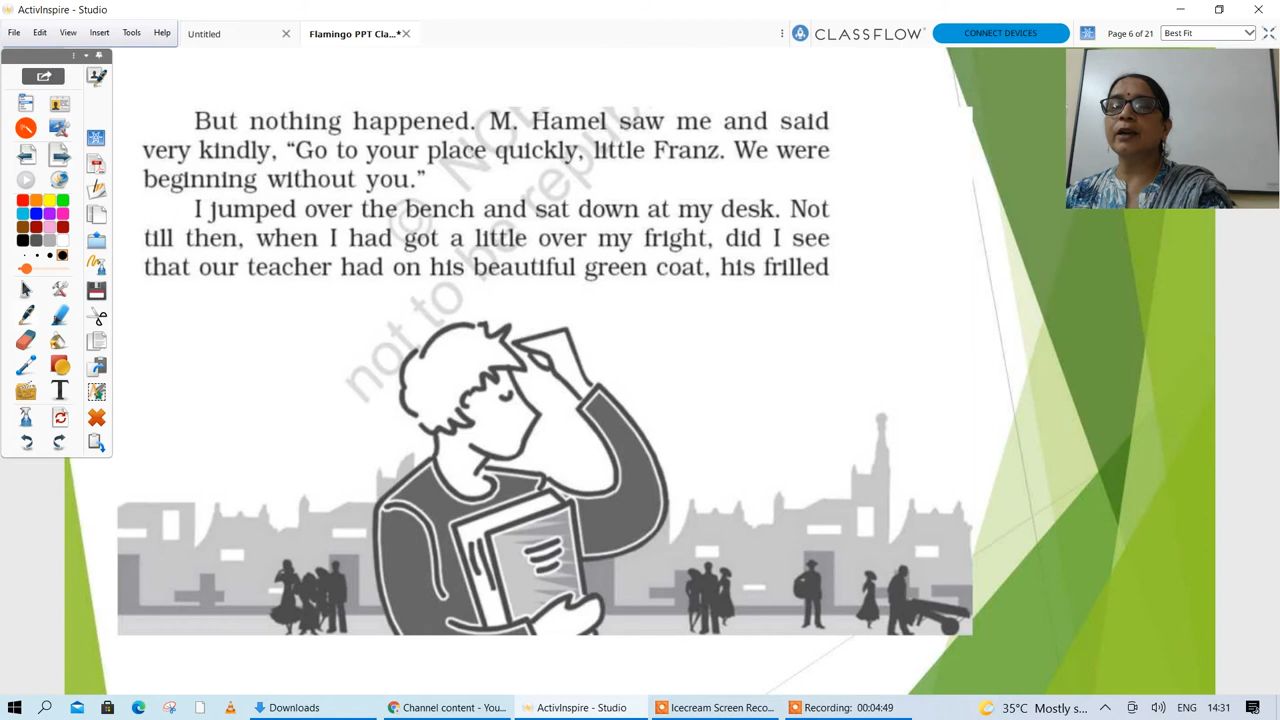 ActivInspire - Studio
File Edit View Insert Tools Help
Untitled
Flamingo PPT Cla...*
CLASSFLOW
CONNECT DEVICES
Page 6 of 21
Best Fit
But nothing happened. M. Hamel saw me and said
very kindly, “Go to your place quickly, little Franz. We were
beginning without you.”
I jumped over the bench and sat down at my desk. Not
till then, when I had got a little over my fright, did I see
that our teacher had on his beautiful green coat, his frilled
not to be repu
Downloads
Channel content - You...
ActivInspire - Studio
Icecream Screen Reco...
Recording: 00:04:49
35°C Mostly s...
ENG 14:31